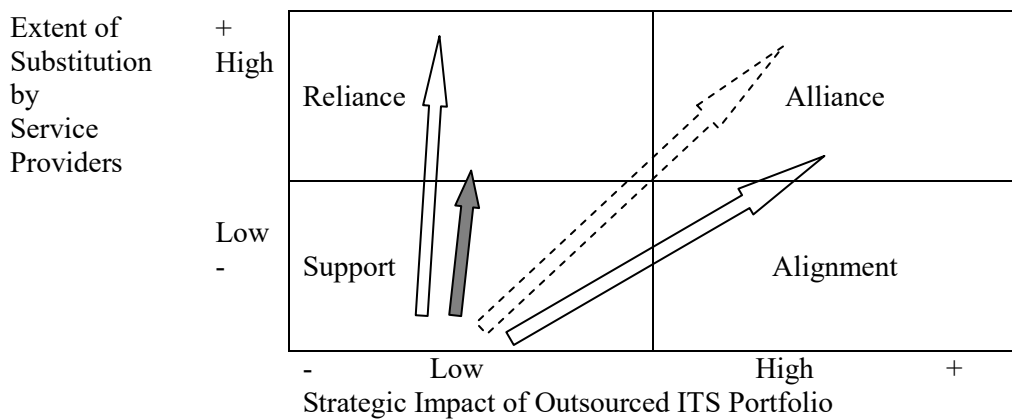 Extent of
Substitution
by
Service
Providers
+
High
Low
-
Reliance
Alliance
Support
Alignment
- Low High +
Strategic Impact of Outsourced ITS Portfolio